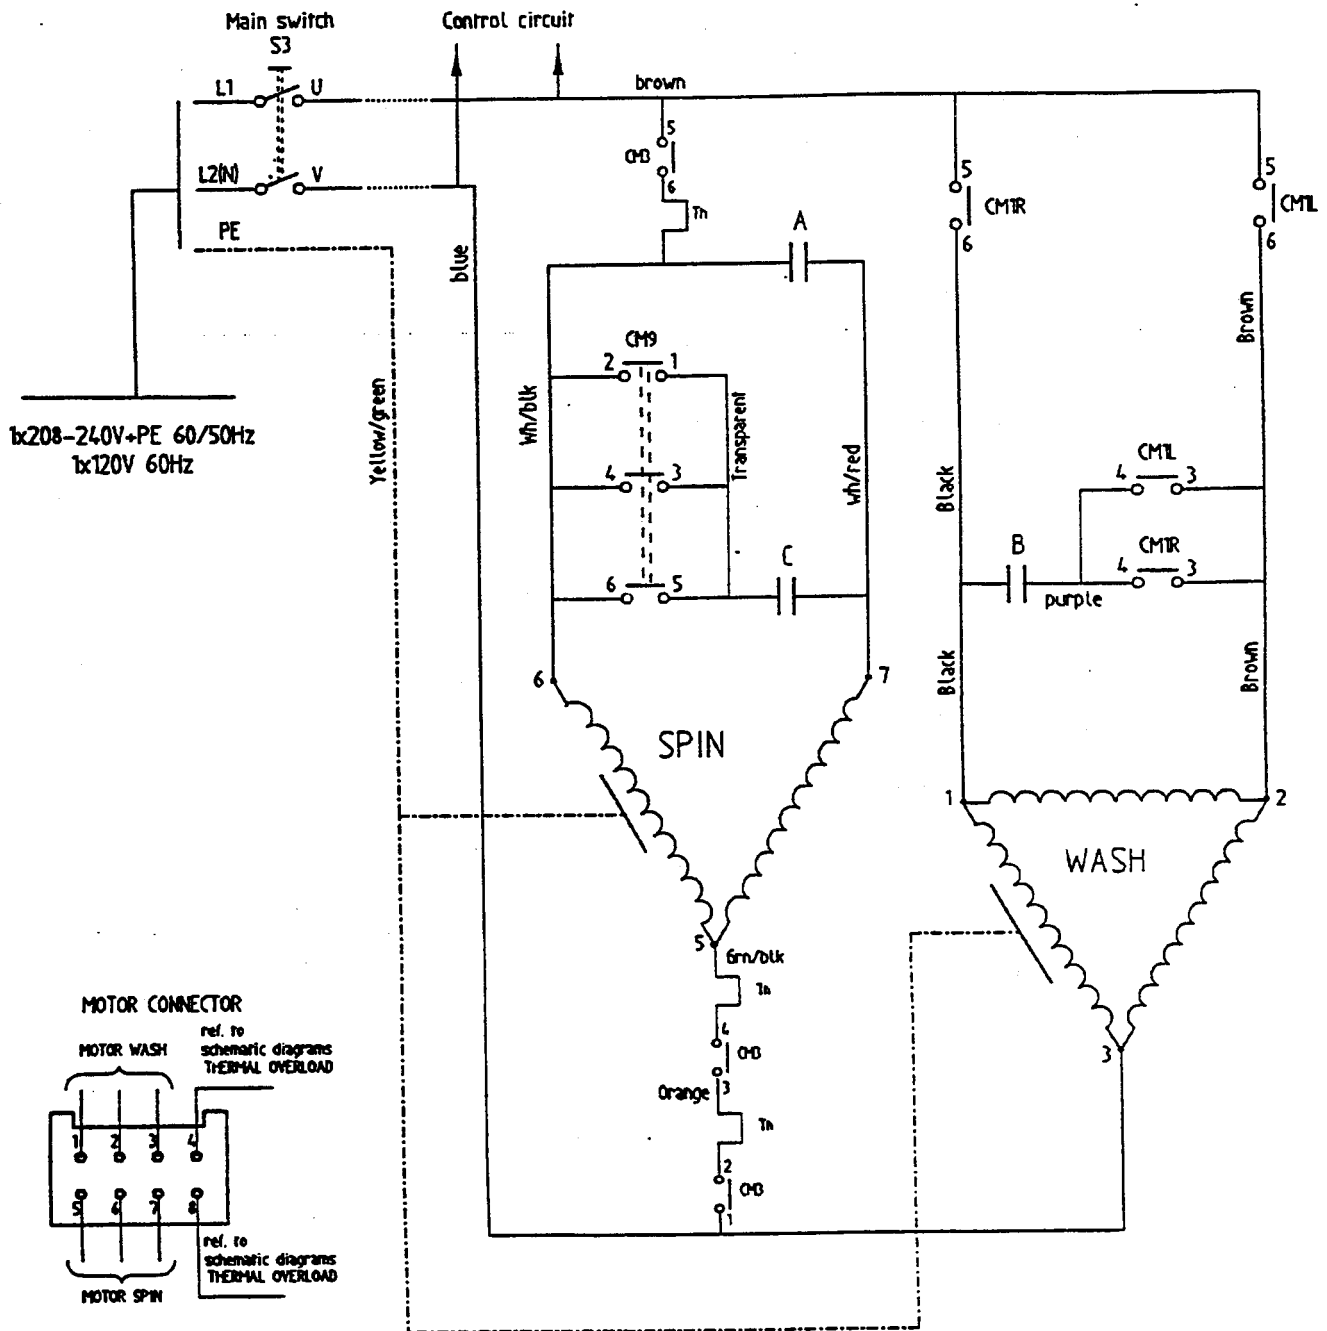 Main switch
S3
Control circuit
L1
U
brown
L2(N)
V
PE
5
CM3
6
Th
A
5
CM1R
6
5
CM1L
6
blue
Brown
CM9
2
1
Wh/blk
Transparent
wh/red
Yellow/green
1x208-240V+PE 60/50Hz
1x120V 60Hz
4
3
Black
CM1L
4
3
C
B
CM1R
4
3
6
5
purple
Black
Brown
6
7
SPIN
1
2
WASH
5
Grn/blk
Th
4
CM3
3
Orange
Th
2
CM3
1
3
MOTOR CONNECTOR
MOTOR WASH
ref. to
schematic diagrams
THERMAL OVERLOAD
1
2
3
4
5
6
7
8
ref. to
schematic diagrams
THERMAL OVERLOAD
MOTOR SPIN